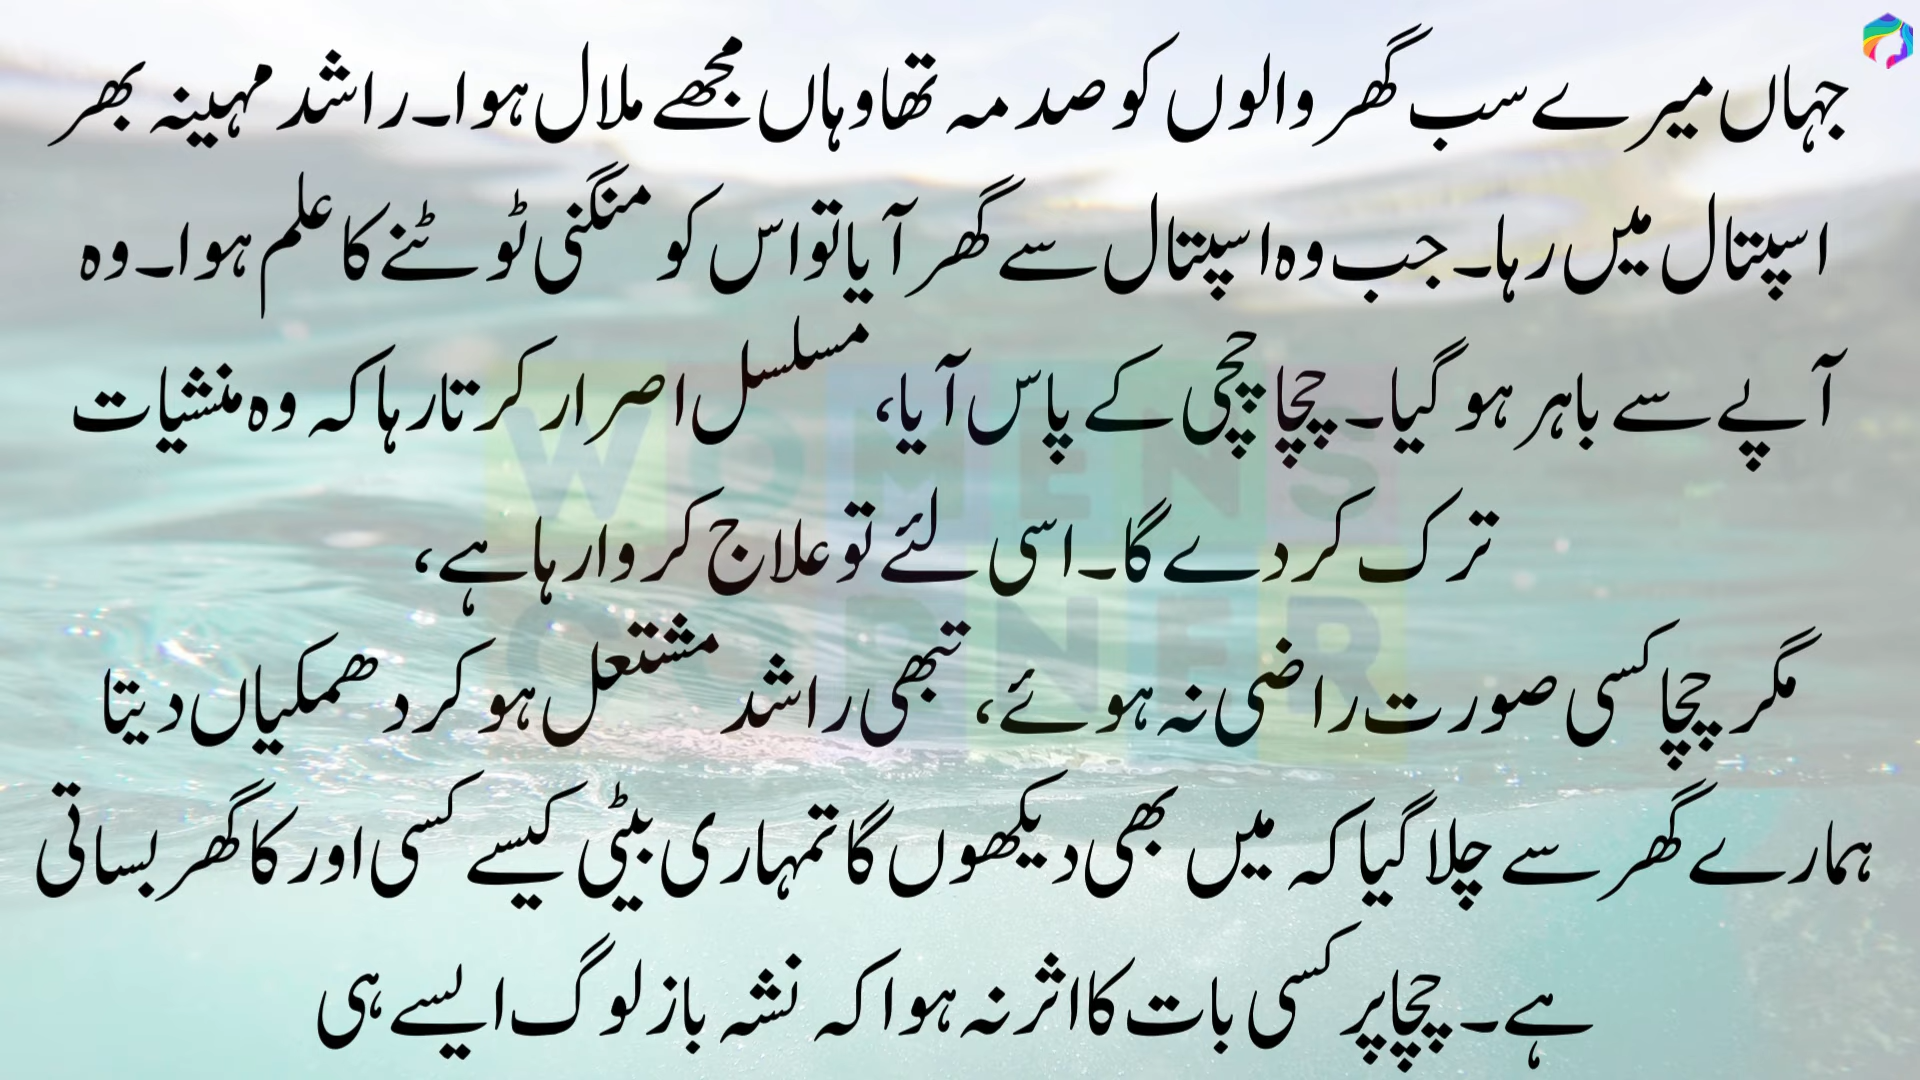 جہاں میرے سب گھر والوں کو صدمہ تھا وہاں مجھے ملال ہوا۔ راشد مہینہ بھر
اسپتال میں رہا۔ جب وہ اسپتال سے گھر آیا تو اس کو منگنی ٹوٹنے کا علم ہوا۔ وہ
آپے سے باہر ہو گیا۔ چچا چچی کے پاس آیا، مسلسل اصرار کرتا رہا کہ وہ منشیات
ترک کر دے گا۔ اسی لئے تو علاج کروا رہا ہے،
مگر چچا کسی صورت راضی نہ ہوئے، تبھی راشد مشتعل ہو کر دھمکیاں دیتا
ہمارے گھر سے چلا گیا کہ میں بھی دیکھوں گا تمہاری بیٹی کیسے کسی اور کا گھر بساتی
ہے۔ چچا پر کسی بات کا اثر نہ ہوا کہ نشہ باز لوگ ایسے ہی
WOMENS
CORNER